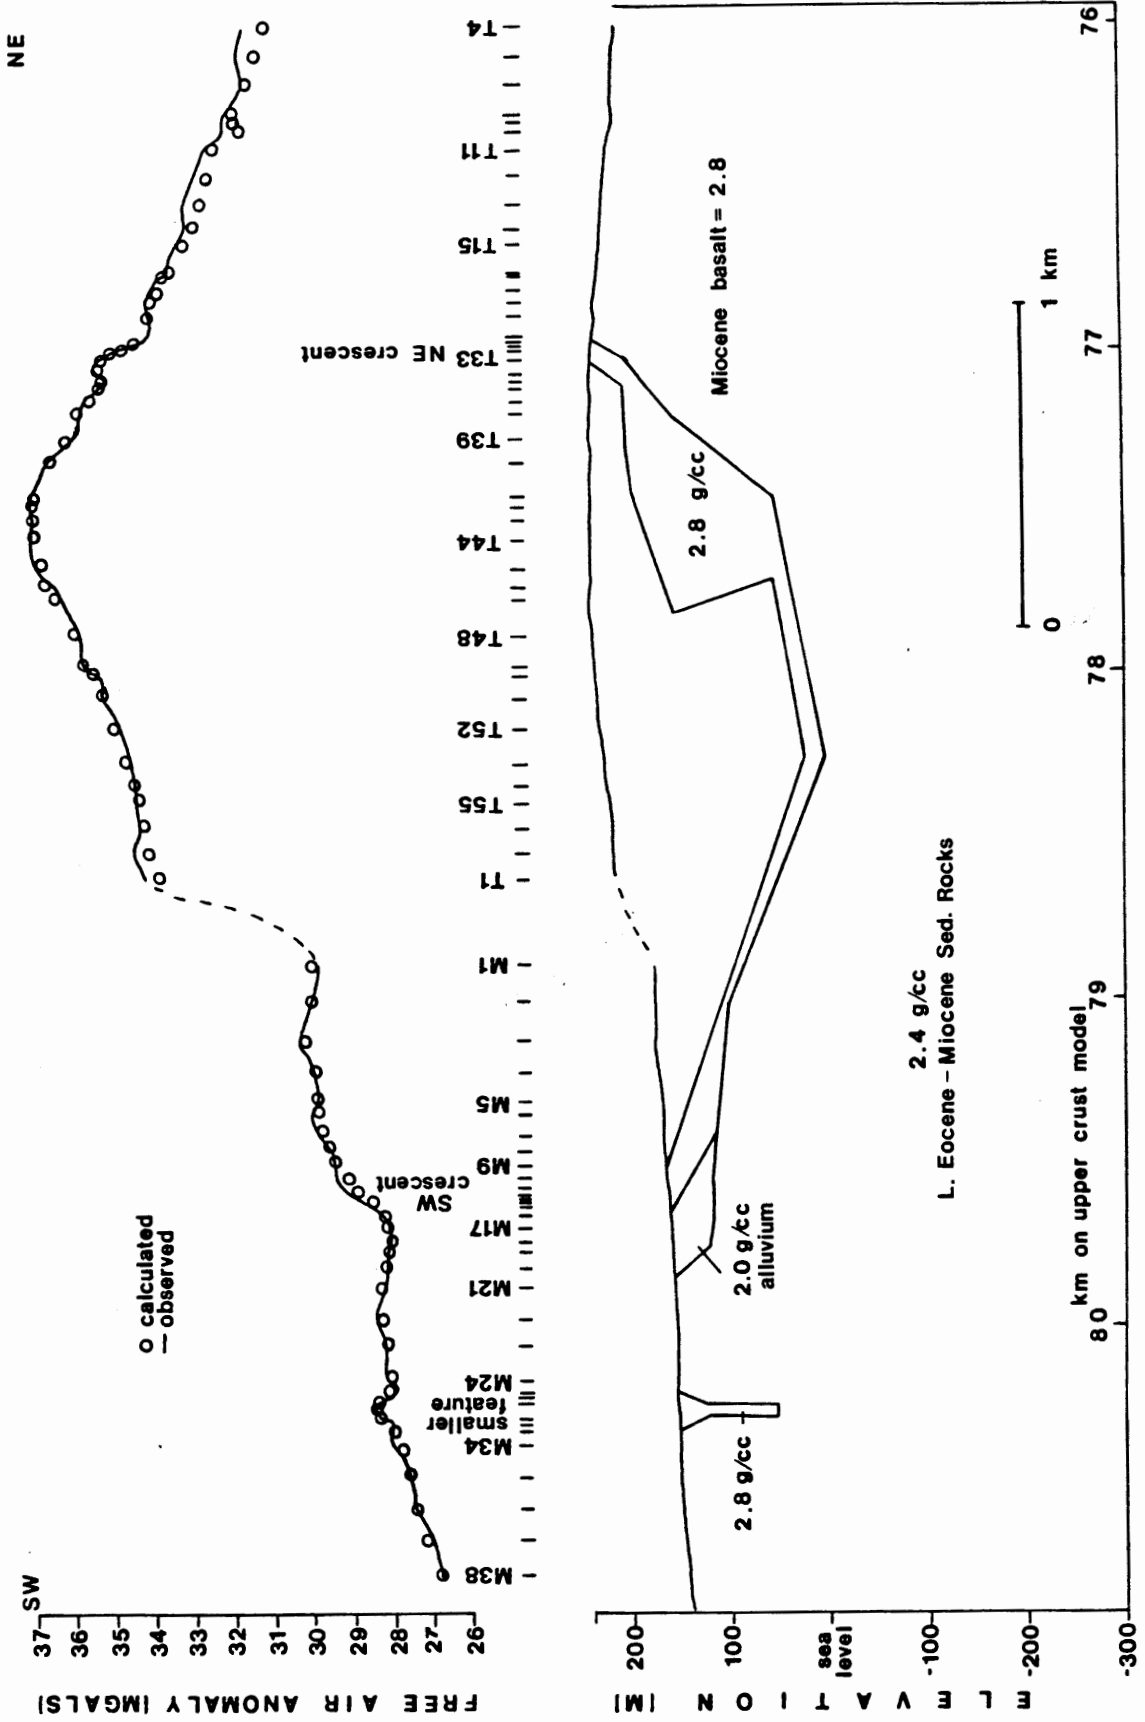 SW
NE
37
36
35
34
33
32
30
28
27
26
FREE AIR ANOMALY (MGALS)
o calculated
— observed
M38
M34
smaller
feature
M24
M21
M17
SW
crescent
M9
M5
M1
T1
T55
T52
T48
T44
T39
T33
NE crescent
T15
T11
T4
ELEVATION (M)
200
100
sea
level
-100
-200
-300
2.8 g/cc
2.0 g/cc
alluvium
2.4 g/cc
L. Eocene – Miocene Sed. Rocks
2.8 g/cc
Miocene basalt = 2.8
0
1 km
80
km on upper crust model
79
78
77
76